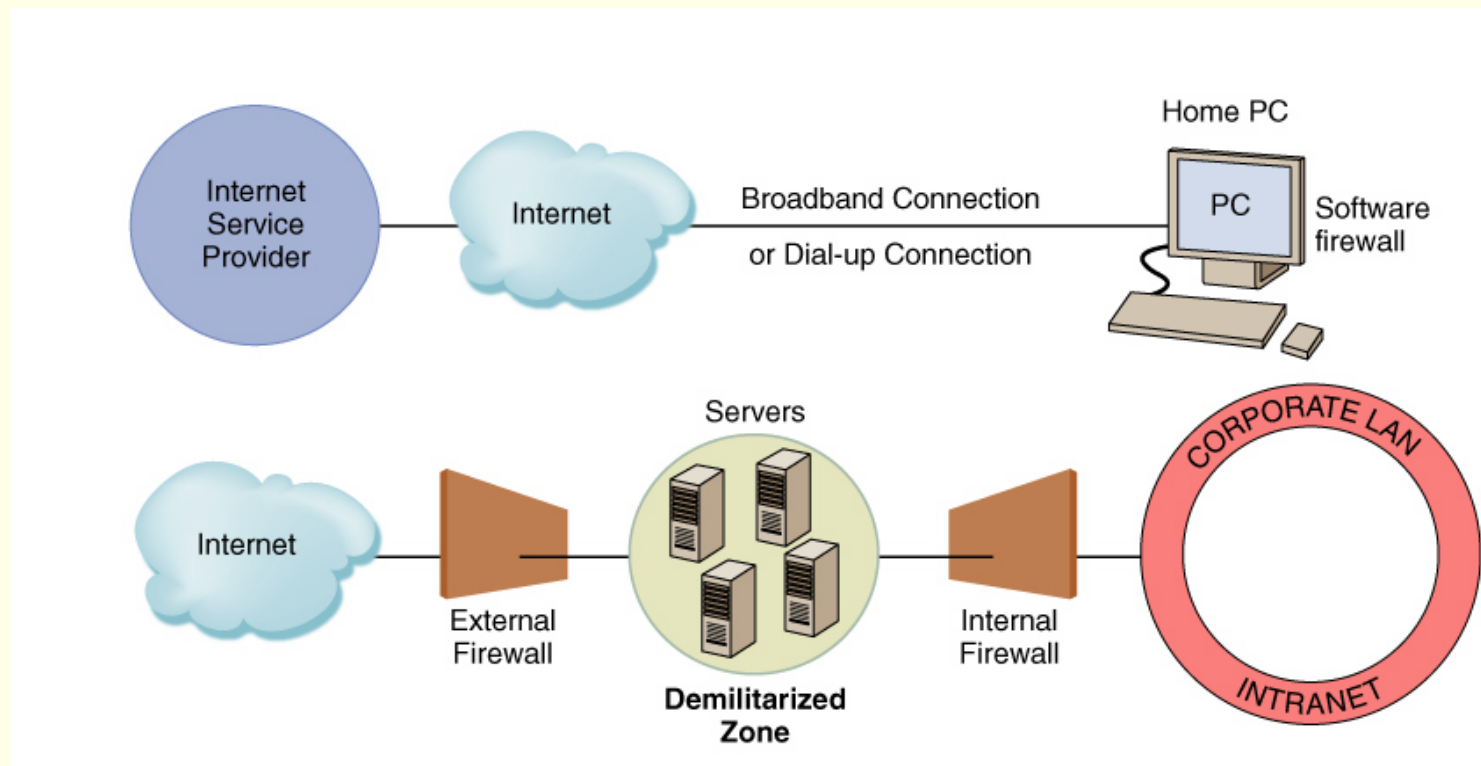 Home PC
Internet
Service
Provider
Internet
Broadband Connection
or Dial-up Connection
PC
Software
firewall
Servers
CORPORATE LAN
Internet
External
Firewall
Internal
Firewall
INTRANET
Demilitarized
Zone